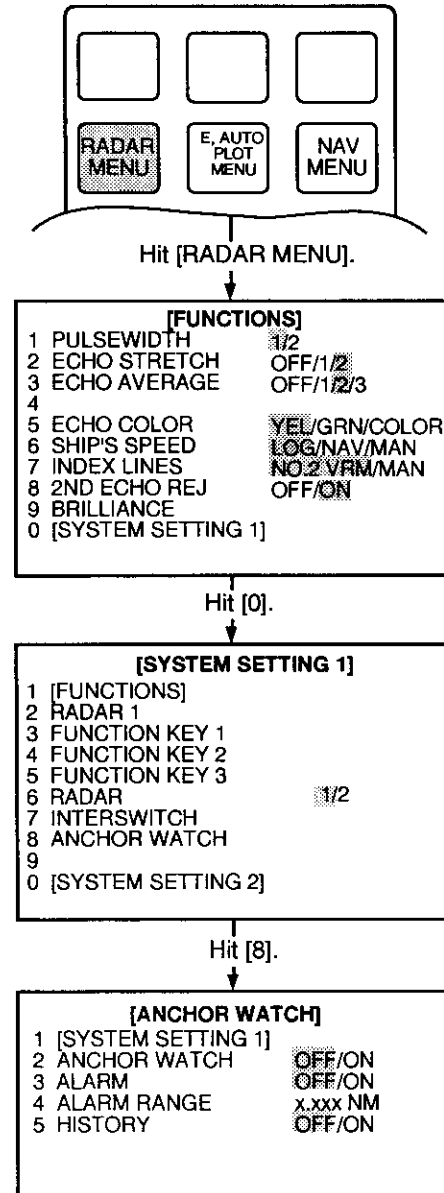 RADAR MENU
E, AUTO PLOT MENU
NAV MENU
Hit [RADAR MENU].
[FUNCTIONS]
1 PULSEWIDTH 1/2
2 ECHO STRETCH OFF/1/2
3 ECHO AVERAGE OFF/1/2/3
4
5 ECHO COLOR YEL/GRN/COLOR
6 SHIP'S SPEED LOG/NAV/MAN
7 INDEX LINES NO.2 VRM/MAN
8 2ND ECHO REJ OFF/ON
9 BRILLIANCE
0 [SYSTEM SETTING 1]
Hit [0].
[SYSTEM SETTING 1]
1 [FUNCTIONS]
2 RADAR 1
3 FUNCTION KEY 1
4 FUNCTION KEY 2
5 FUNCTION KEY 3
6 RADAR 1/2
7 INTERSWITCH
8 ANCHOR WATCH
9
0 [SYSTEM SETTING 2]
Hit [8].
[ANCHOR WATCH]
1 [SYSTEM SETTING 1]
2 ANCHOR WATCH OFF/ON
3 ALARM OFF/ON
4 ALARM RANGE x.xxx NM
5 HISTORY OFF/ON